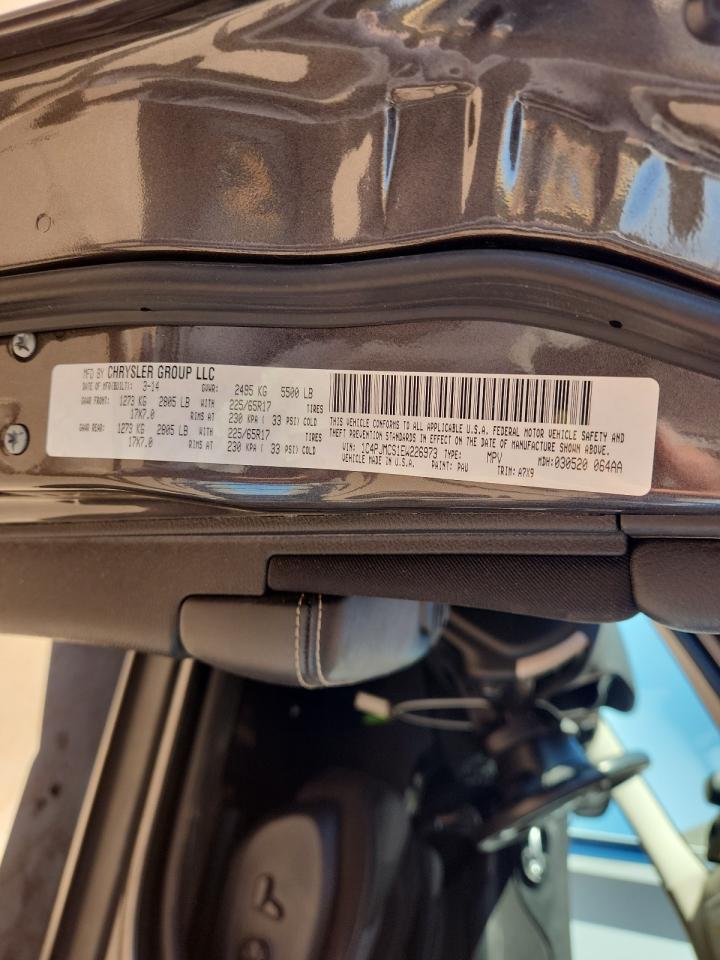 MFD BY CHRYSLER GROUP LLC
DATE OF MFD(BUILT): 3-14 GVWR: 2495 KG 5500 LB
GAWR FRONT: 1273 KG 2805 LB WITH 225/65R17 TIRES
17X7.0 RIMS AT 230 KPA ( 33 PSI) COLD
GAWR REAR: 1273 KG 2805 LB WITH 225/65R17 TIRES
17X7.0 RIMS AT 230 KPA ( 33 PSI) COLD
THIS VEHICLE CONFORMS TO ALL APPLICABLE U.S.A. FEDERAL MOTOR VEHICLE SAFETY AND
THEFT PREVENTION STANDARDS IN EFFECT ON THE DATE OF MANUFACTURE SHOWN ABOVE.
VIN: 1C4PJMCS1EW226973 TYPE: MPV MDH:030520 064AA
VEHICLE MADE IN U.S.A. PAINT: PAU TRIM: A7X9